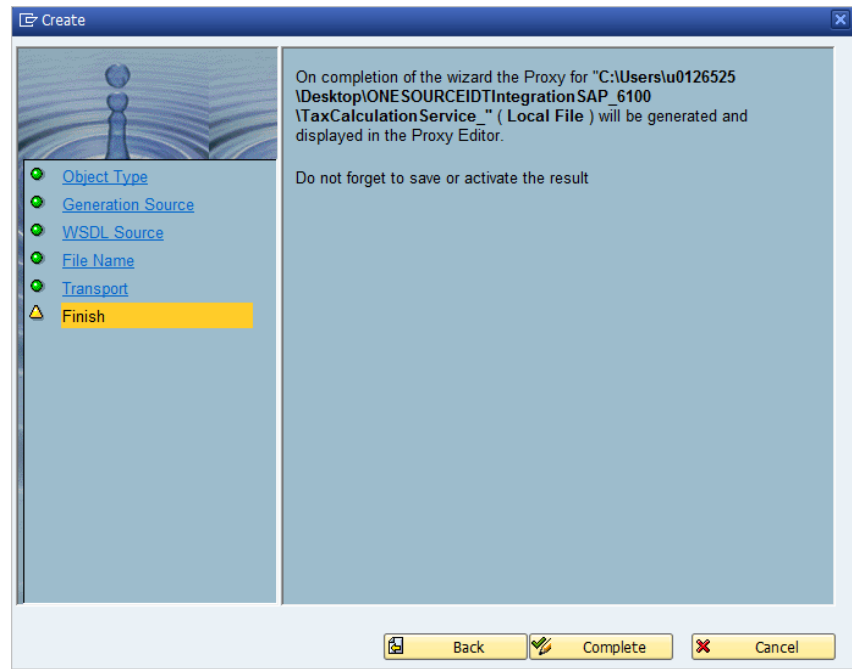 Create
On completion of the wizard the Proxy for "C:\Users\u0126525
\Desktop\ONESOURCEIDTIntegrationSAP_6100
\TaxCalculationService_" ( Local File ) will be generated and
displayed in the Proxy Editor.
Do not forget to save or activate the result
Object Type
Generation Source
WSDL Source
File Name
Transport
Finish
Back
Complete
Cancel